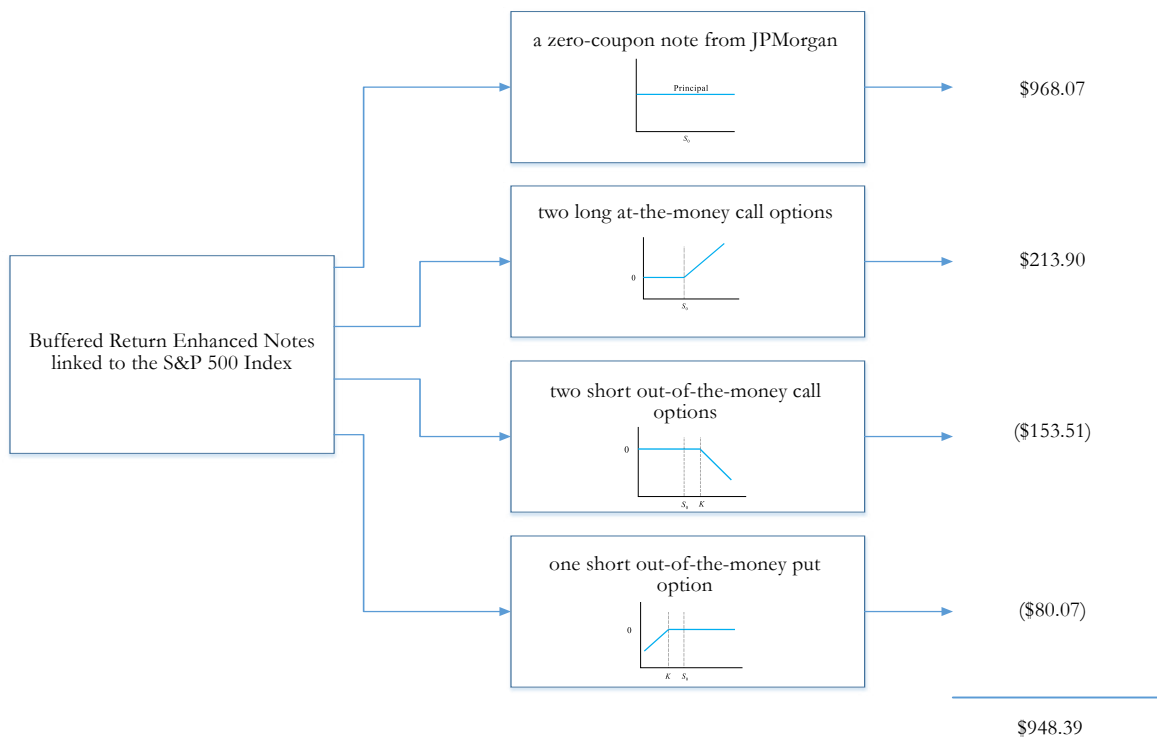 a zero-coupon note from JPMorgan
Principal
S₀
$968.07
two long at-the-money call options
0
S₀
$213.90
Buffered Return Enhanced Notes
linked to the S&P 500 Index
two short out-of-the-money call
options
0
S₀ K
($153.51)
one short out-of-the-money put
option
0
K S₀
($80.07)
$948.39